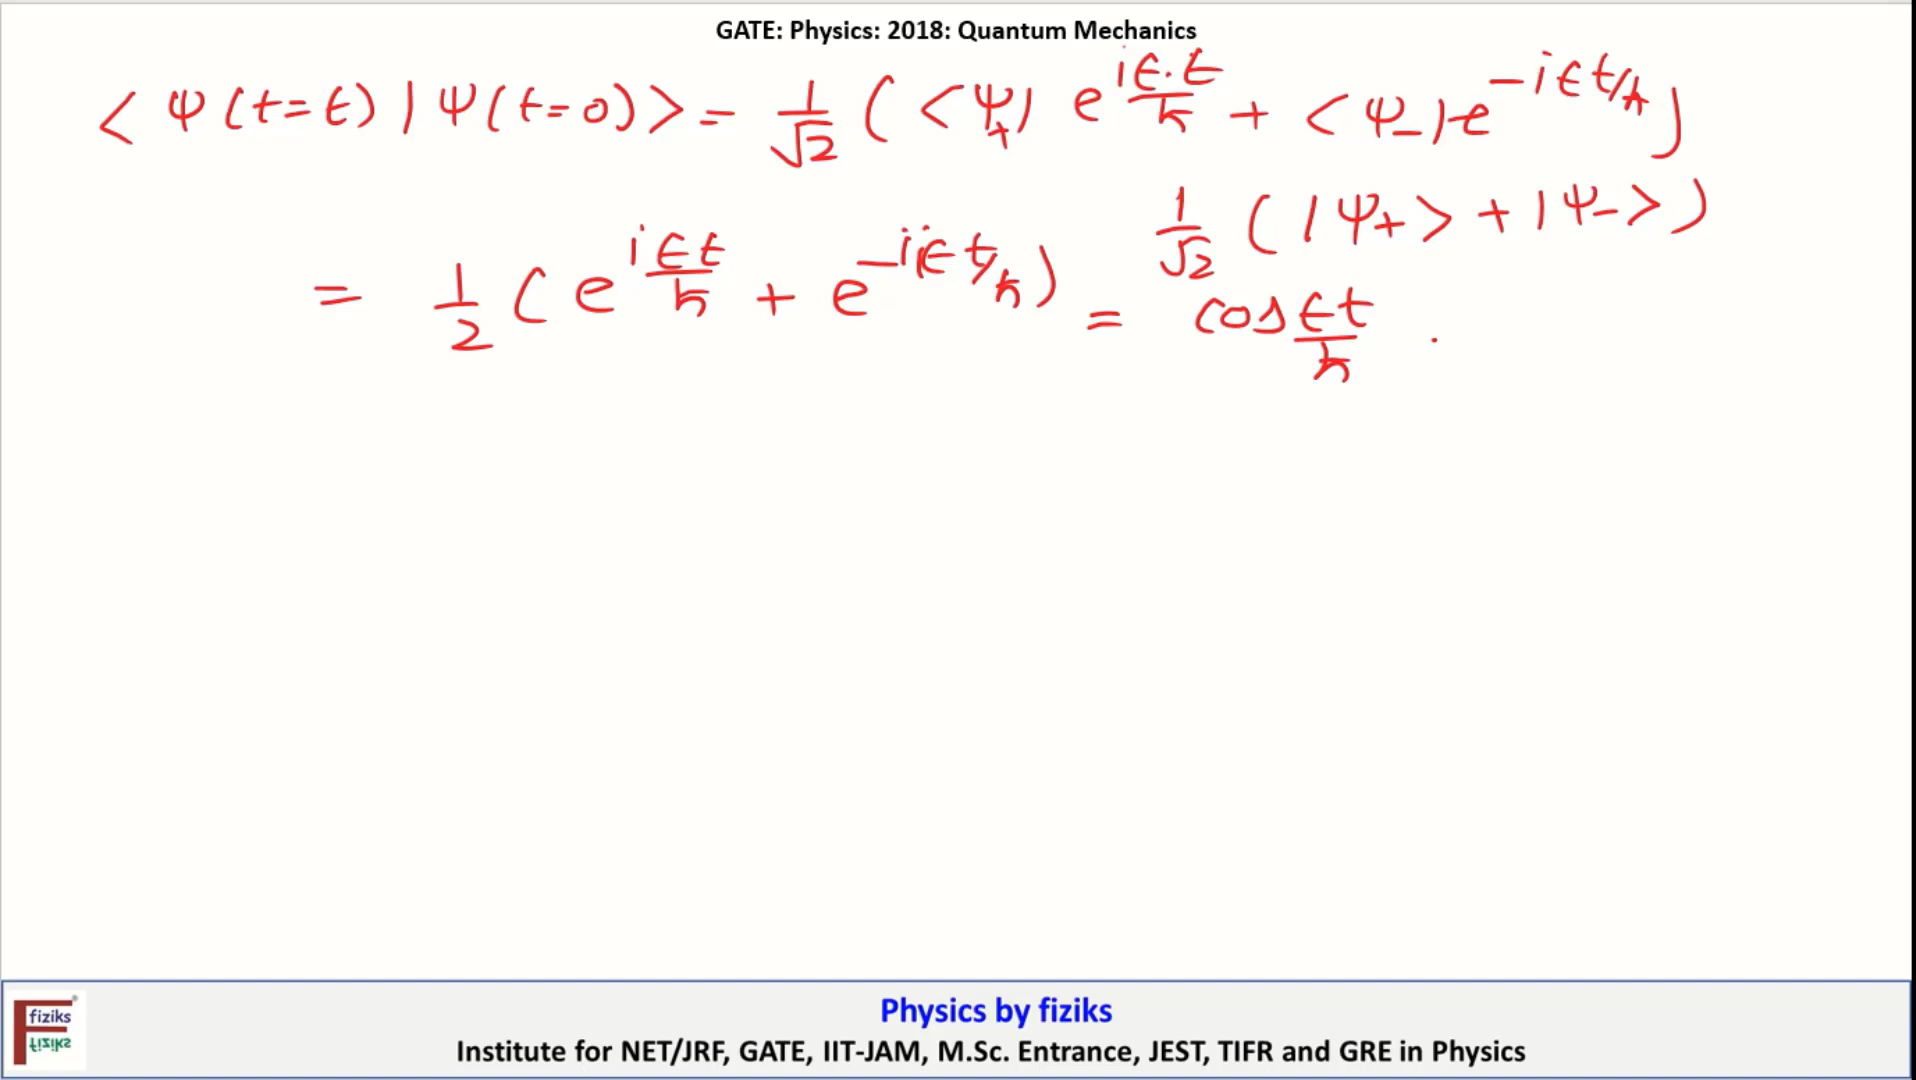 GATE: Physics: 2018: Quantum Mechanics
< ψ(t=t) | ψ(t=0) > = 1/√2 ( <ψ+| e^{iϵ·t/ħ} + <ψ-| e^{-iϵt/ħ} )
1/√2 ( |ψ+> + |ψ-> )
= 1/2 ( e^{iϵt/ħ} + e^{-iϵt/ħ} ) = cos ϵt/ħ .
fiziks
fiziks
Physics by fiziks
Institute for NET/JRF, GATE, IIT-JAM, M.Sc. Entrance, JEST, TIFR and GRE in Physics